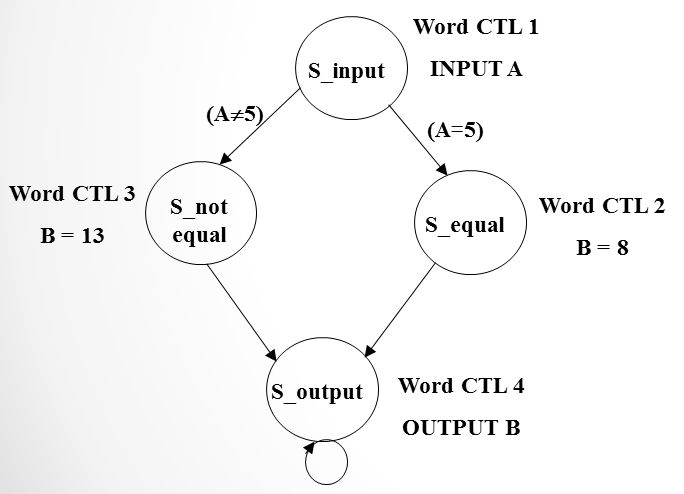 Word CTL 1
S_input
INPUT A
(A≠5)
(A=5)
Word CTL 3
B = 13
S_not
equal
S_equal
Word CTL 2
B = 8
S_output
Word CTL 4
OUTPUT B